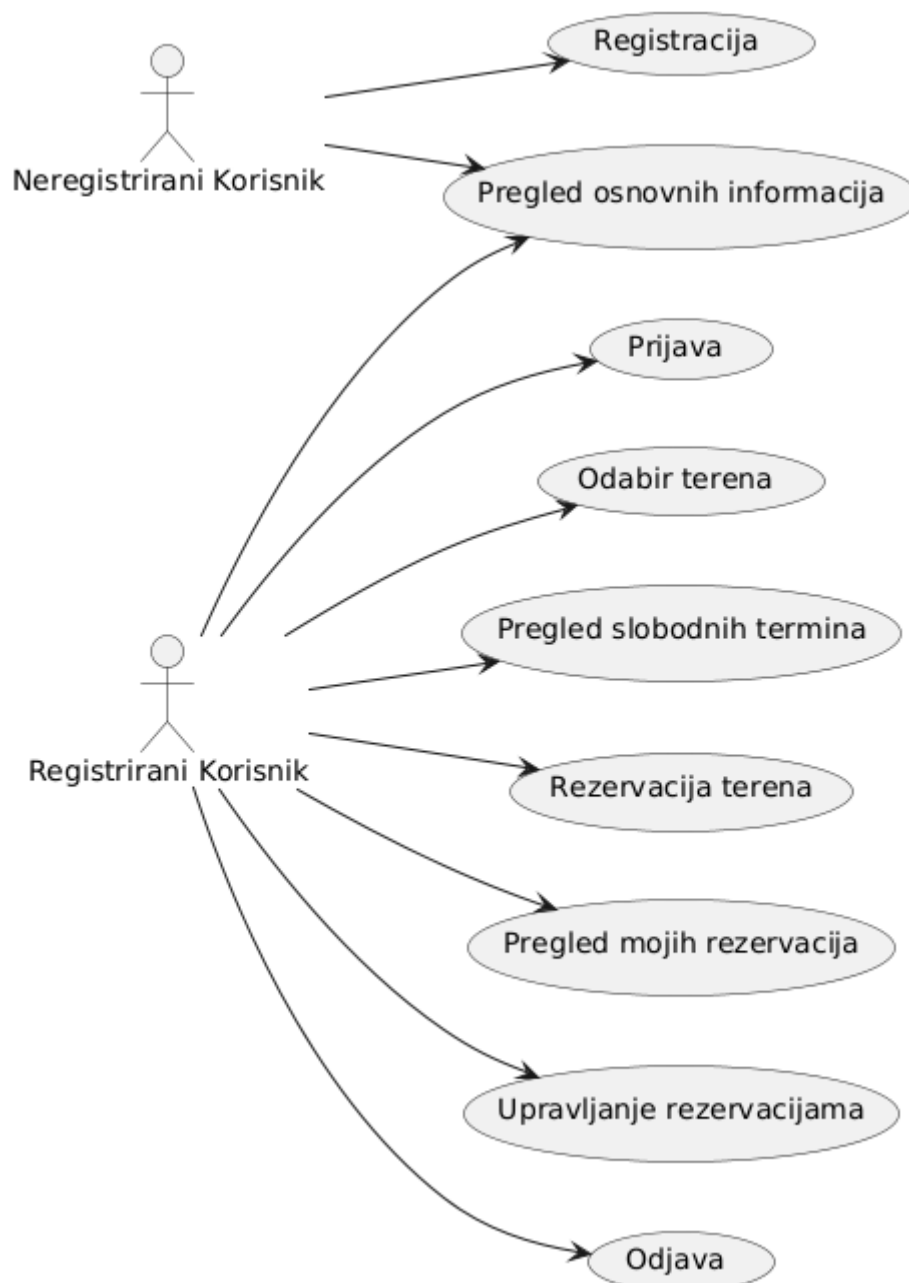 Registracija
Neregistrirani Korisnik
Pregled osnovnih informacija
Prijava
Odabir terena
Pregled slobodnih termina
Registrirani Korisnik
Rezervacija terena
Pregled mojih rezervacija
Upravljanje rezervacijama
Odjava